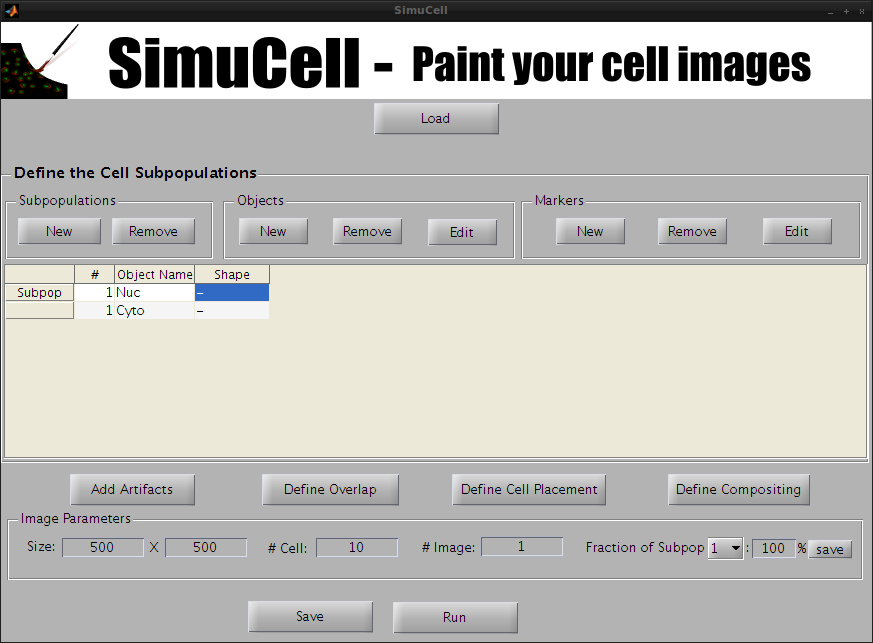 SimuCell
SimuCell - Paint your cell images
Load
Define the Cell Subpopulations
Subpopulations Objects Markers
New Remove New Remove Edit New Remove Edit
# Object Name Shape
Subpop 1 Nuc –
1 Cyto –
Add Artifacts Define Overlap Define Cell Placement Define Compositing
Image Parameters
Size: 500 X 500 # Cell: 10 # Image: 1 Fraction of Subpop 1 : 100 % save
Save Run